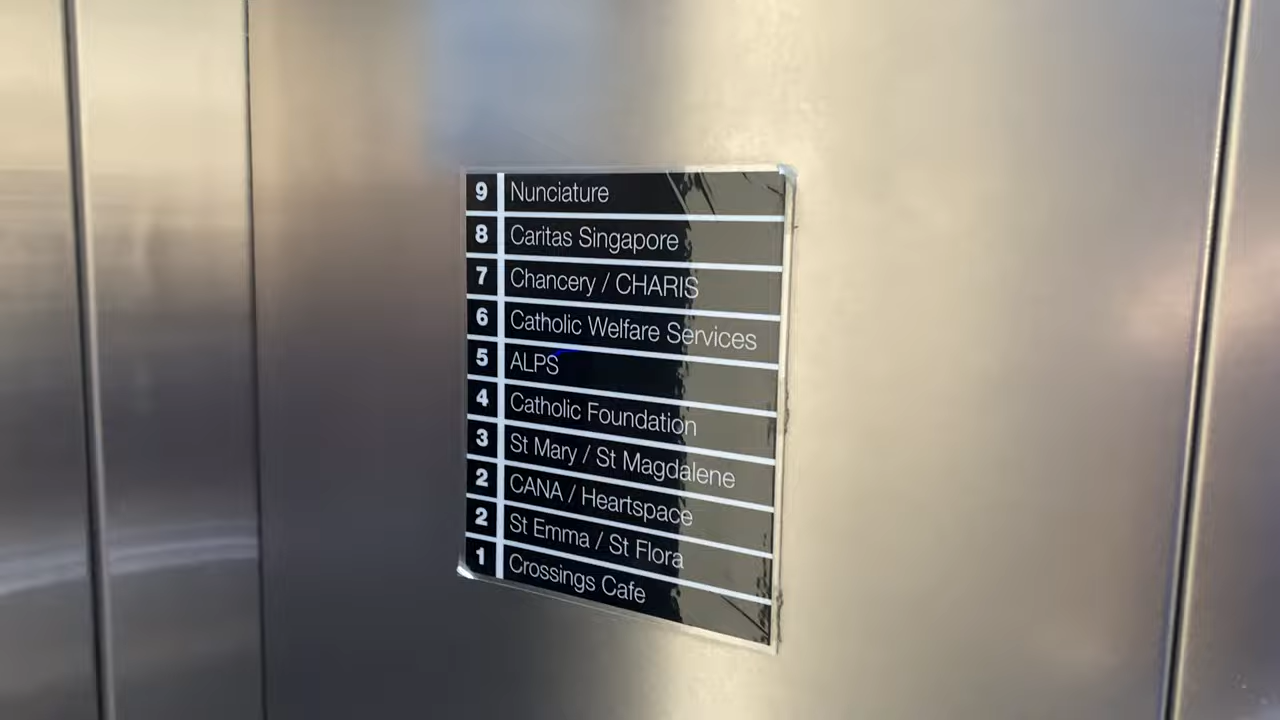 9 Nunciature
8 Caritas Singapore
7 Chancery / CHARIS
6 Catholic Welfare Services
5 ALPS
4 Catholic Foundation
3 St Mary / St Magdalene
2 CANA / Heartspace
2 St Emma / St Flora
1 Crossings Cafe